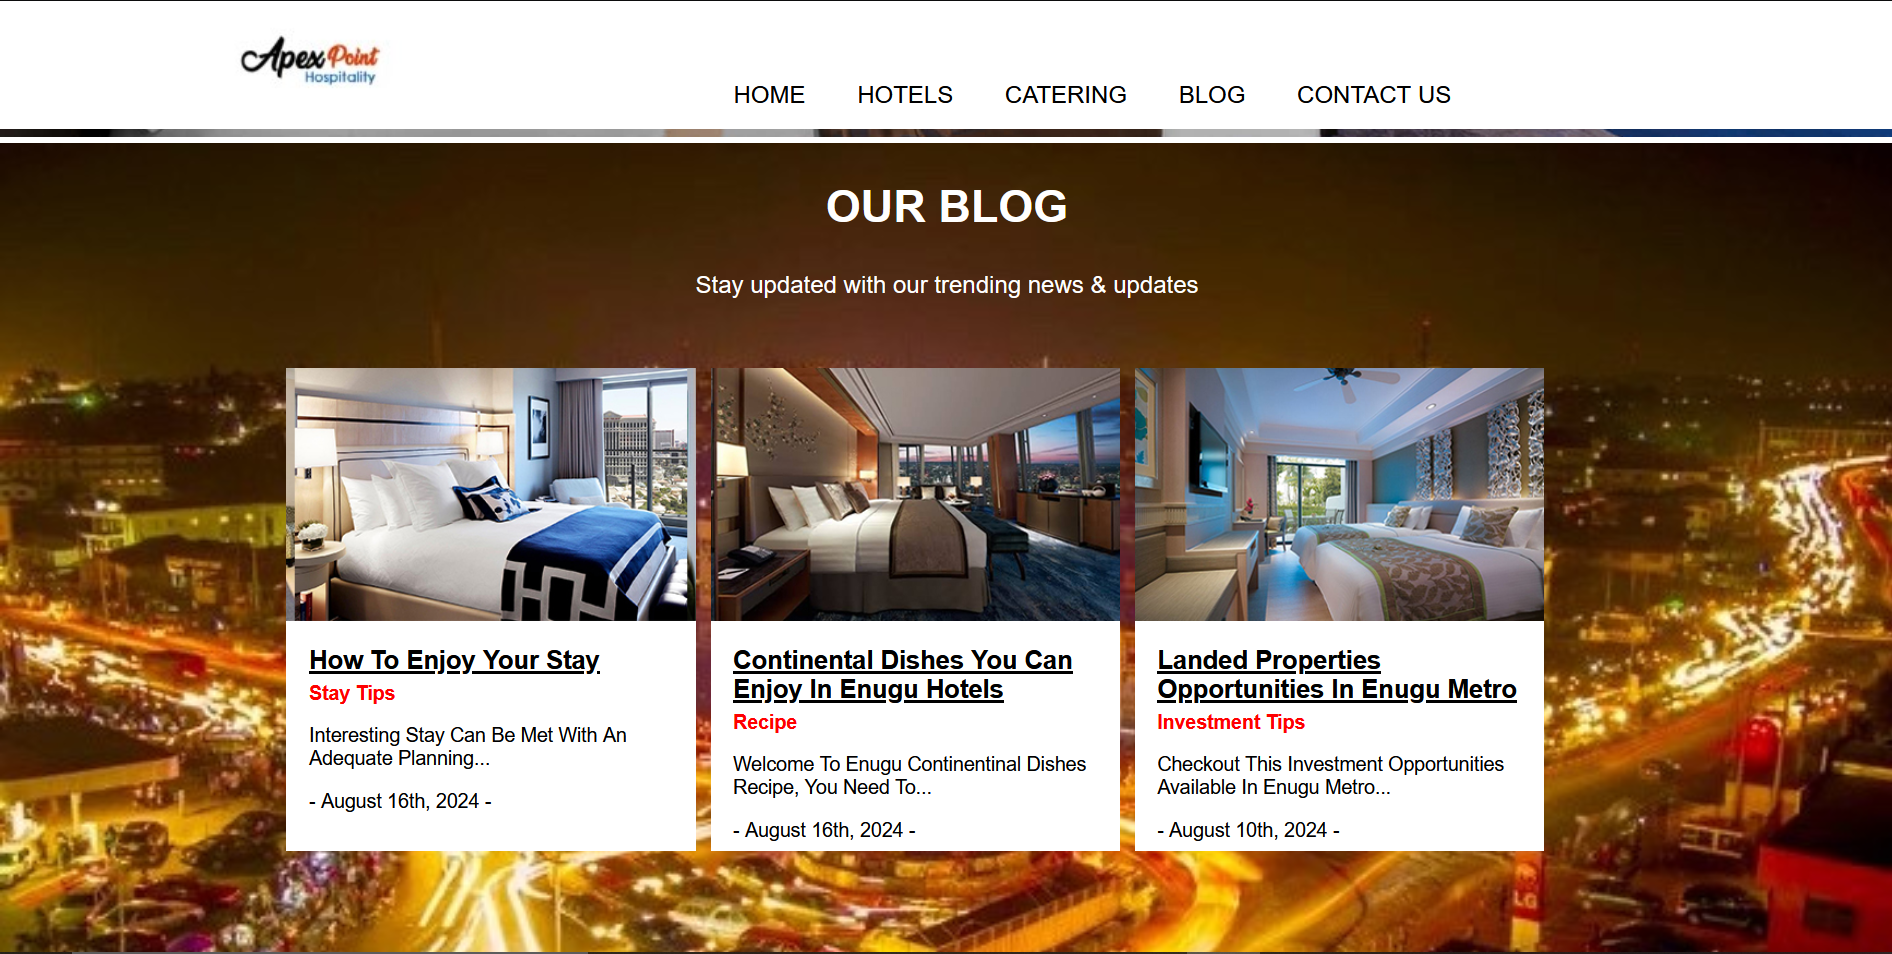 Apex Point
Hospitality
HOME HOTELS CATERING BLOG CONTACT US
OUR BLOG
Stay updated with our trending news & updates
How To Enjoy Your Stay
Stay Tips
Interesting Stay Can Be Met With An
Adequate Planning...
- August 16th, 2024 -
Continental Dishes You Can
Enjoy In Enugu Hotels
Recipe
Welcome To Enugu Continentinal Dishes
Recipe, You Need To...
- August 16th, 2024 -
Landed Properties
Opportunities In Enugu Metro
Investment Tips
Checkout This Investment Opportunities
Available In Enugu Metro...
- August 10th, 2024 -
LG